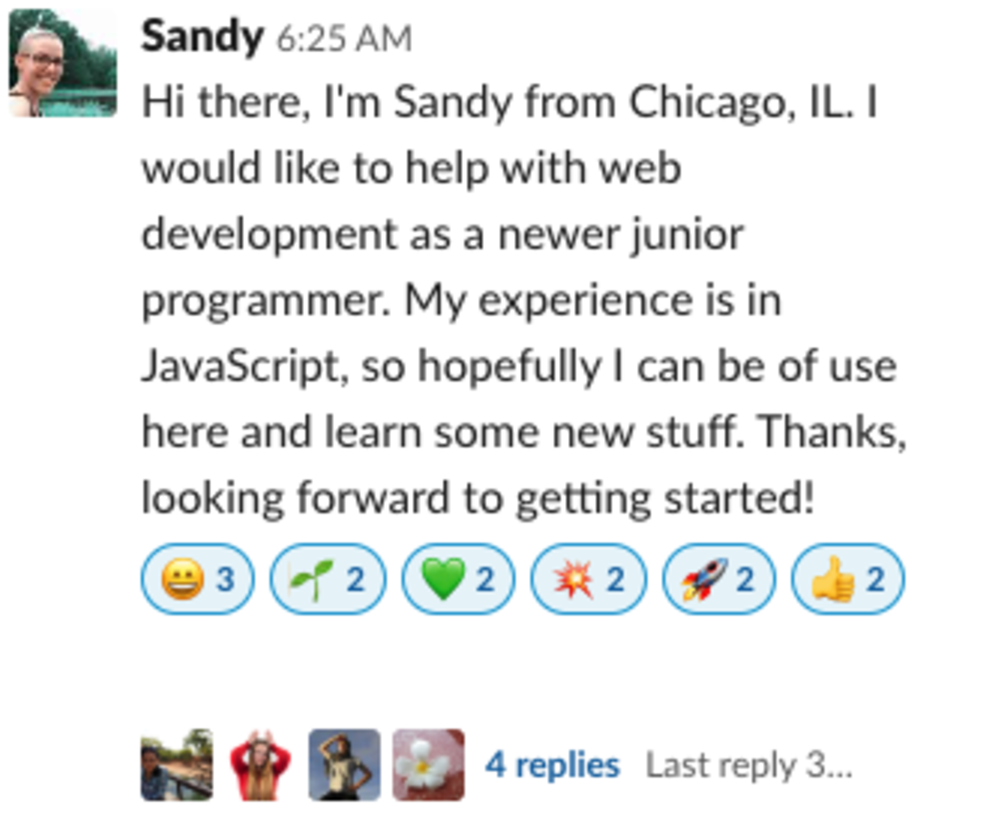 Sandy 6:25 AM
Hi there, I'm Sandy from Chicago, IL. I
would like to help with web
development as a newer junior
programmer. My experience is in
JavaScript, so hopefully I can be of use
here and learn some new stuff. Thanks,
looking forward to getting started!
😀 3 🌱 2 💚 2 💥 2 🚀 2 👍 2
4 replies Last reply 3...